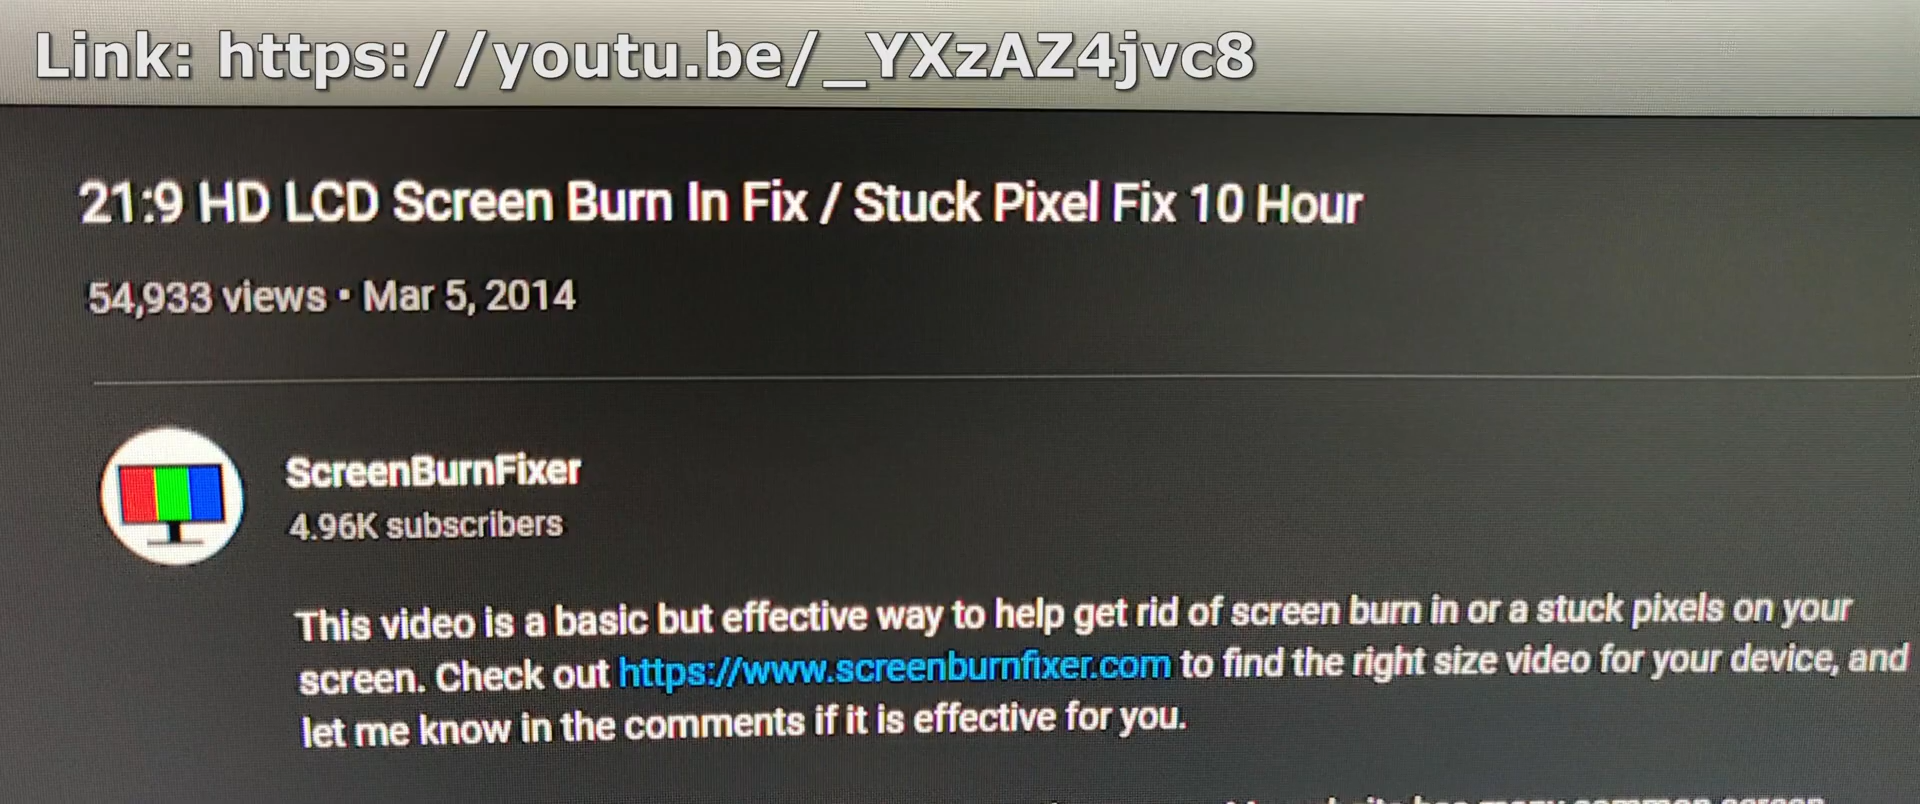 Link: https://youtu.be/_YXzAZ4jvc8
21:9 HD LCD Screen Burn In Fix / Stuck Pixel Fix 10 Hour
54,933 views • Mar 5, 2014
ScreenBurnFixer
4.96K subscribers
This video is a basic but effective way to help get rid of screen burn in or a stuck pixels on your
screen. Check out https://www.screenburnfixer.com to find the right size video for your device, and
let me know in the comments if it is effective for you.